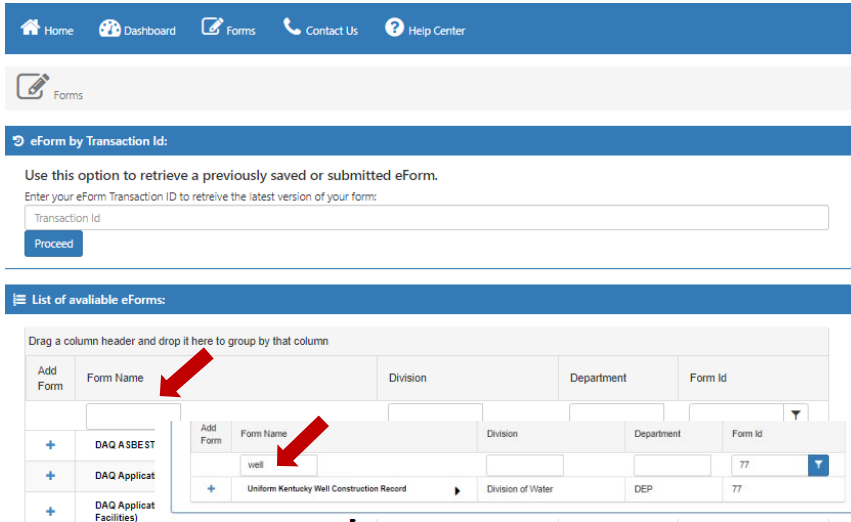 Home Dashboard Forms Contact Us Help Center
Forms
eForm by Transaction Id:
Use this option to retrieve a previously saved or submitted eForm.
Enter your eForm Transaction ID to retreive the latest version of your form:
Transaction Id
Proceed
List of avaliable eForms:
Drag a column header and drop it here to group by that column
Add Form Form Name Division Department Form Id
DAQ ASBEST
DAQ Applicat
DAQ Applicat
Facilities)
Add Form Form Name Division Department Form Id
well 77
Uniform Kentucky Well Construction Record Division of Water DEP 77